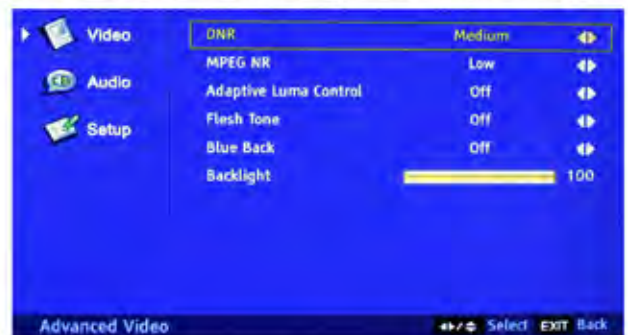 Video
Audio
Setup
DNR Medium
MPEG NR Low
Adaptive Luma Control Off
Flesh Tone Off
Blue Back Off
Backlight 100
Advanced Video Select EXIT Back